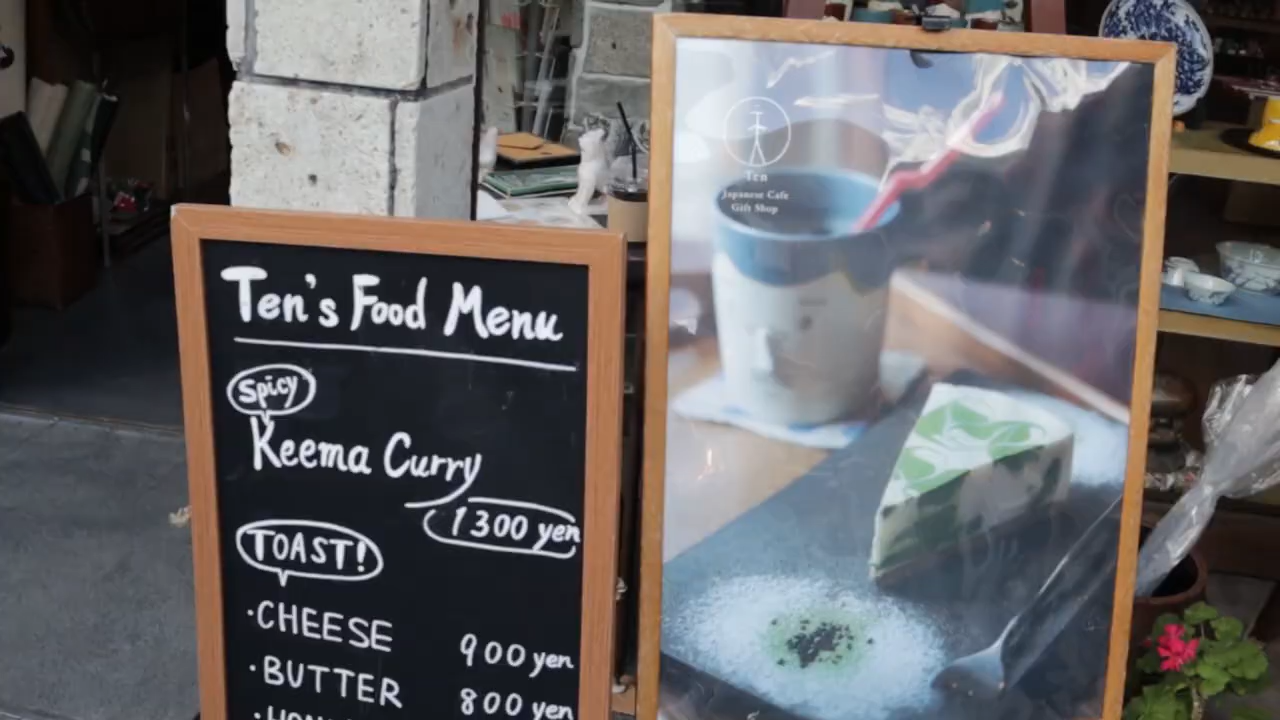 Ten's Food Menu
Spicy
Keema Curry
1300 yen
TOAST!
·CHEESE 900 yen
·BUTTER 800 yen
Ten
Japanese Cafe
Gift Shop